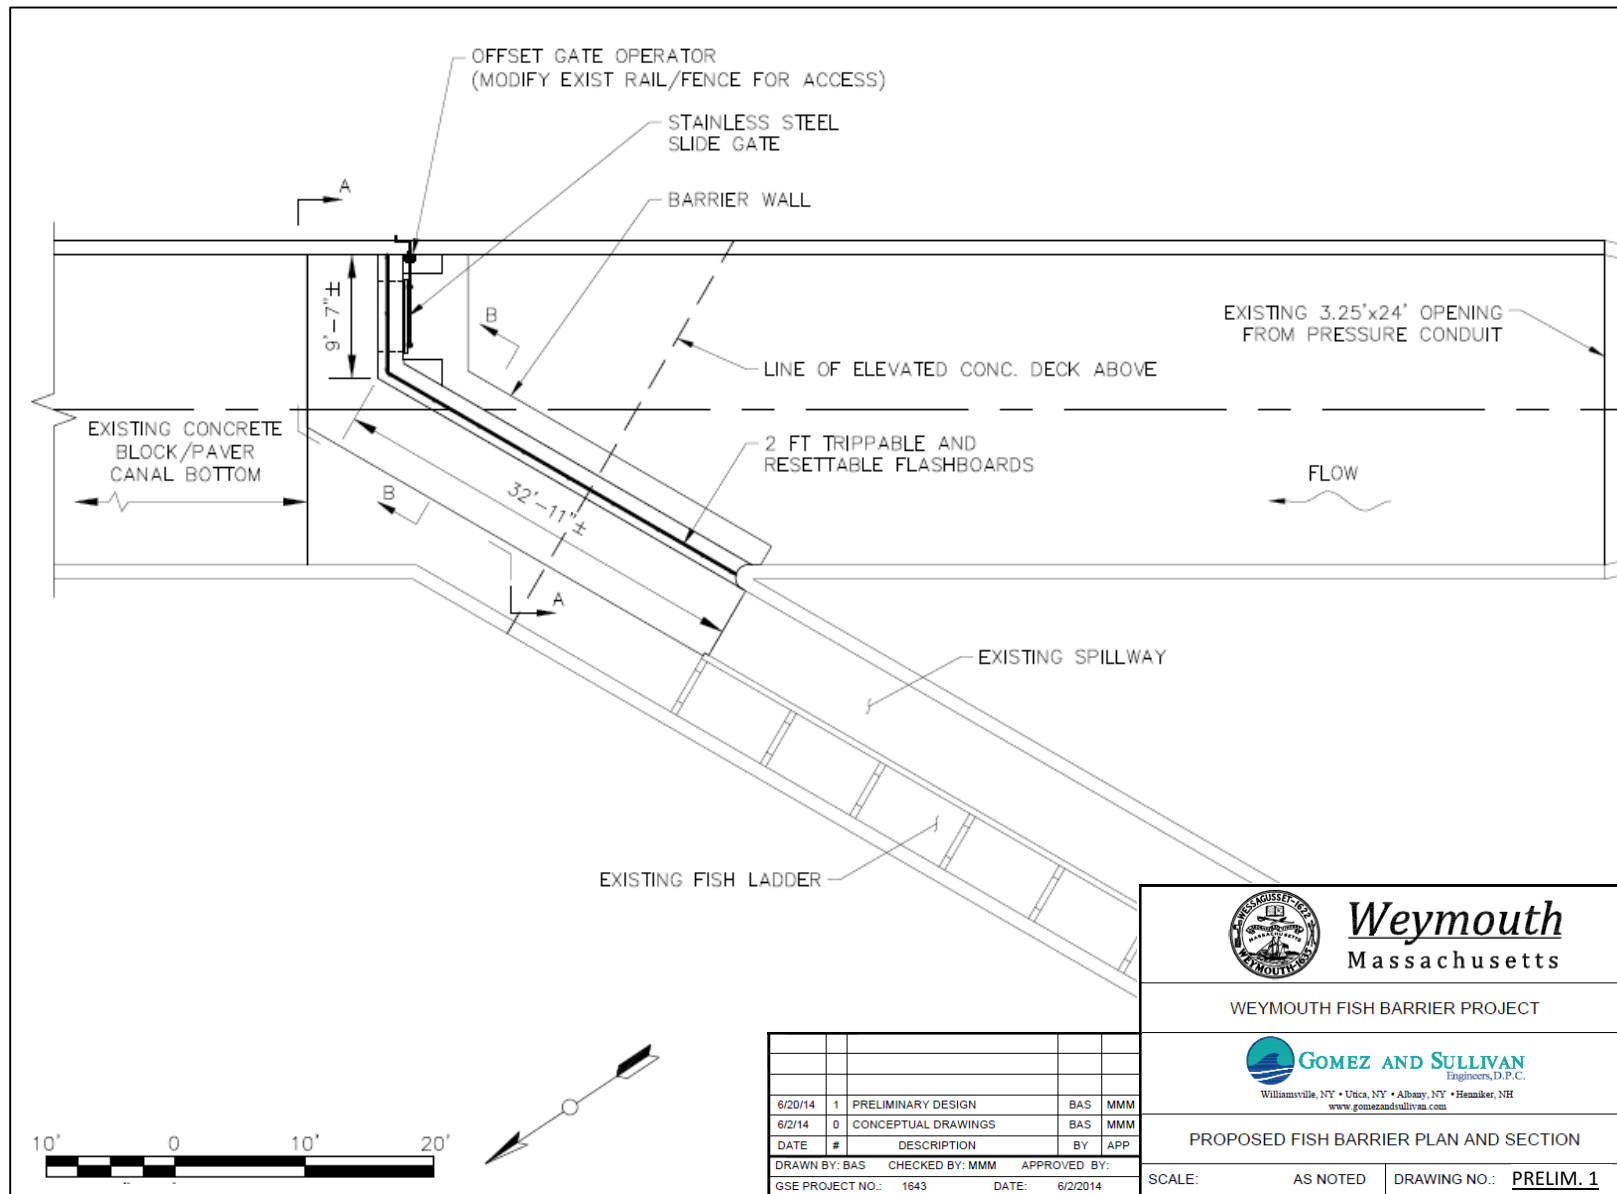 OFFSET GATE OPERATOR
(MODIFY EXIST RAIL/FENCE FOR ACCESS)
STAINLESS STEEL
SLIDE GATE
A
BARRIER WALL
9'-7"±
B
EXISTING 3.25'x24' OPENING
FROM PRESSURE CONDUIT
LINE OF ELEVATED CONC. DECK ABOVE
EXISTING CONCRETE
BLOCK/PAVER
CANAL BOTTOM
2 FT TRIPPABLE AND
RESETTABLE FLASHBOARDS
FLOW
B
32'-11"±
A
EXISTING SPILLWAY
EXISTING FISH LADDER
WESSAGUSSET-1622
MASSACHUSETTS
WEYMOUTH-1635
Weymouth
Massachusetts
WEYMOUTH FISH BARRIER PROJECT
GOMEZ AND SULLIVAN
Engineers, D.P.C.
Williamsville, NY • Utica, NY • Albany, NY • Henniker, NH
www.gomezandsullivan.com
PROPOSED FISH BARRIER PLAN AND SECTION
SCALE: AS NOTED DRAWING NO.: PRELIM. 1
6/20/14 1 PRELIMINARY DESIGN BAS MMM
6/2/14 0 CONCEPTUAL DRAWINGS BAS MMM
DATE # DESCRIPTION BY APP
DRAWN BY: BAS CHECKED BY: MMM APPROVED BY:
GSE PROJECT NO.: 1643 DATE: 6/2/2014
10' 0 10' 20'